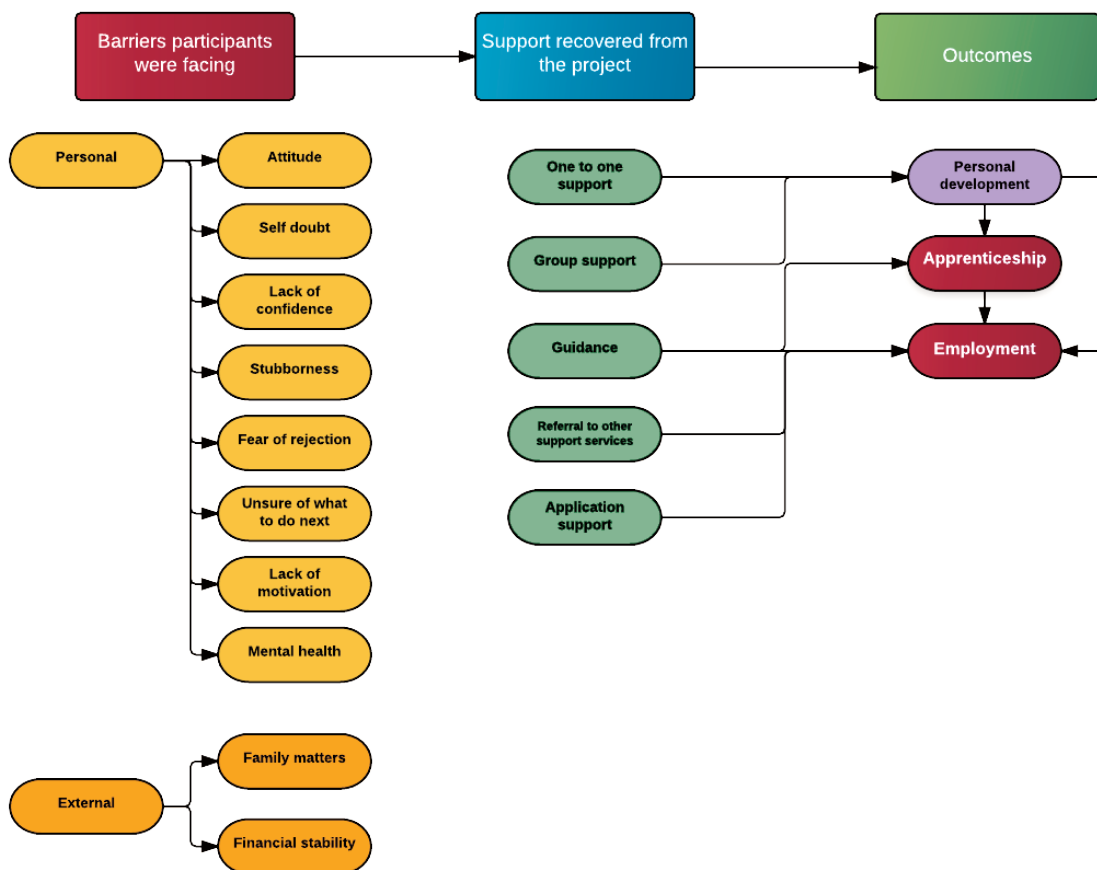 Barriers participants
were facing
Support recovered from
the project
Outcomes
Personal
Attitude
Self doubt
Lack of
confidence
Stubborness
Fear of rejection
Unsure of what
to do next
Lack of
motivation
Mental health
External
Family matters
Financial stability
One to one
support
Group support
Guidance
Referral to other
support services
Application
support
Personal
development
Apprenticeship
Employment